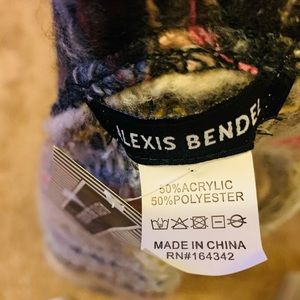 ALEXIS BENDEL
50%ACRYLIC
50%POLYESTER
MADE IN CHINA
RN#164342